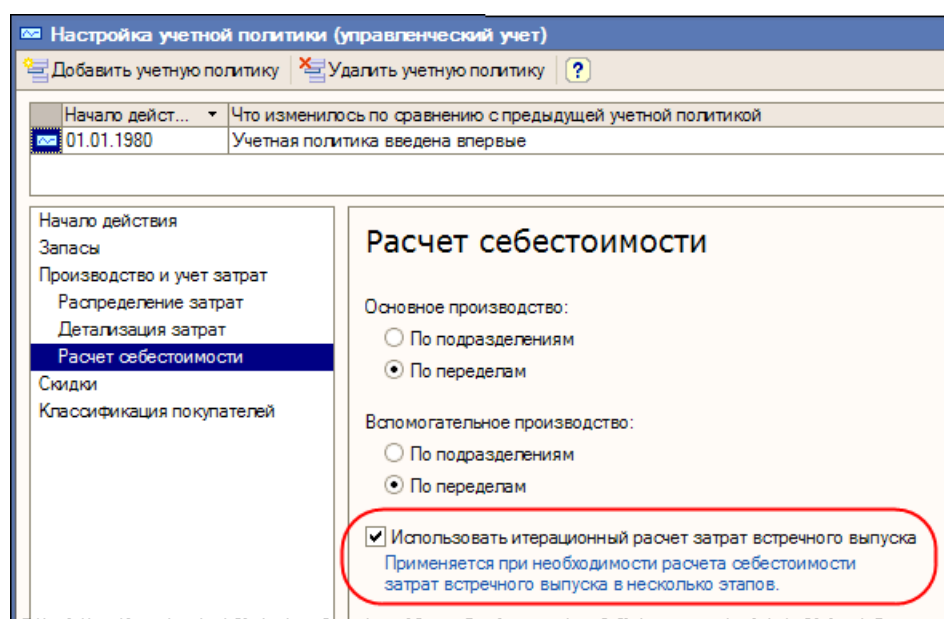 Настройка учетной политики (управленческий учет)
Добавить учетную политику Удалить учетную политику ?
Начало дейст... Что изменилось по сравнению с предыдущей учетной политикой
01.01.1980 Учетная политика введена впервые
Начало действия
Запасы
Производство и учет затрат
Распределение затрат
Детализация затрат
Расчет себестоимости
Скидки
Классификация покупателей
Расчет себестоимости
Основное производство:
По подразделениям
По переделам
Вспомогательное производство:
По подразделениям
По переделам
Использовать итерационный расчет затрат встречного выпуска
Применяется при необходимости расчета себестоимости
затрат встречного выпуска в несколько этапов.